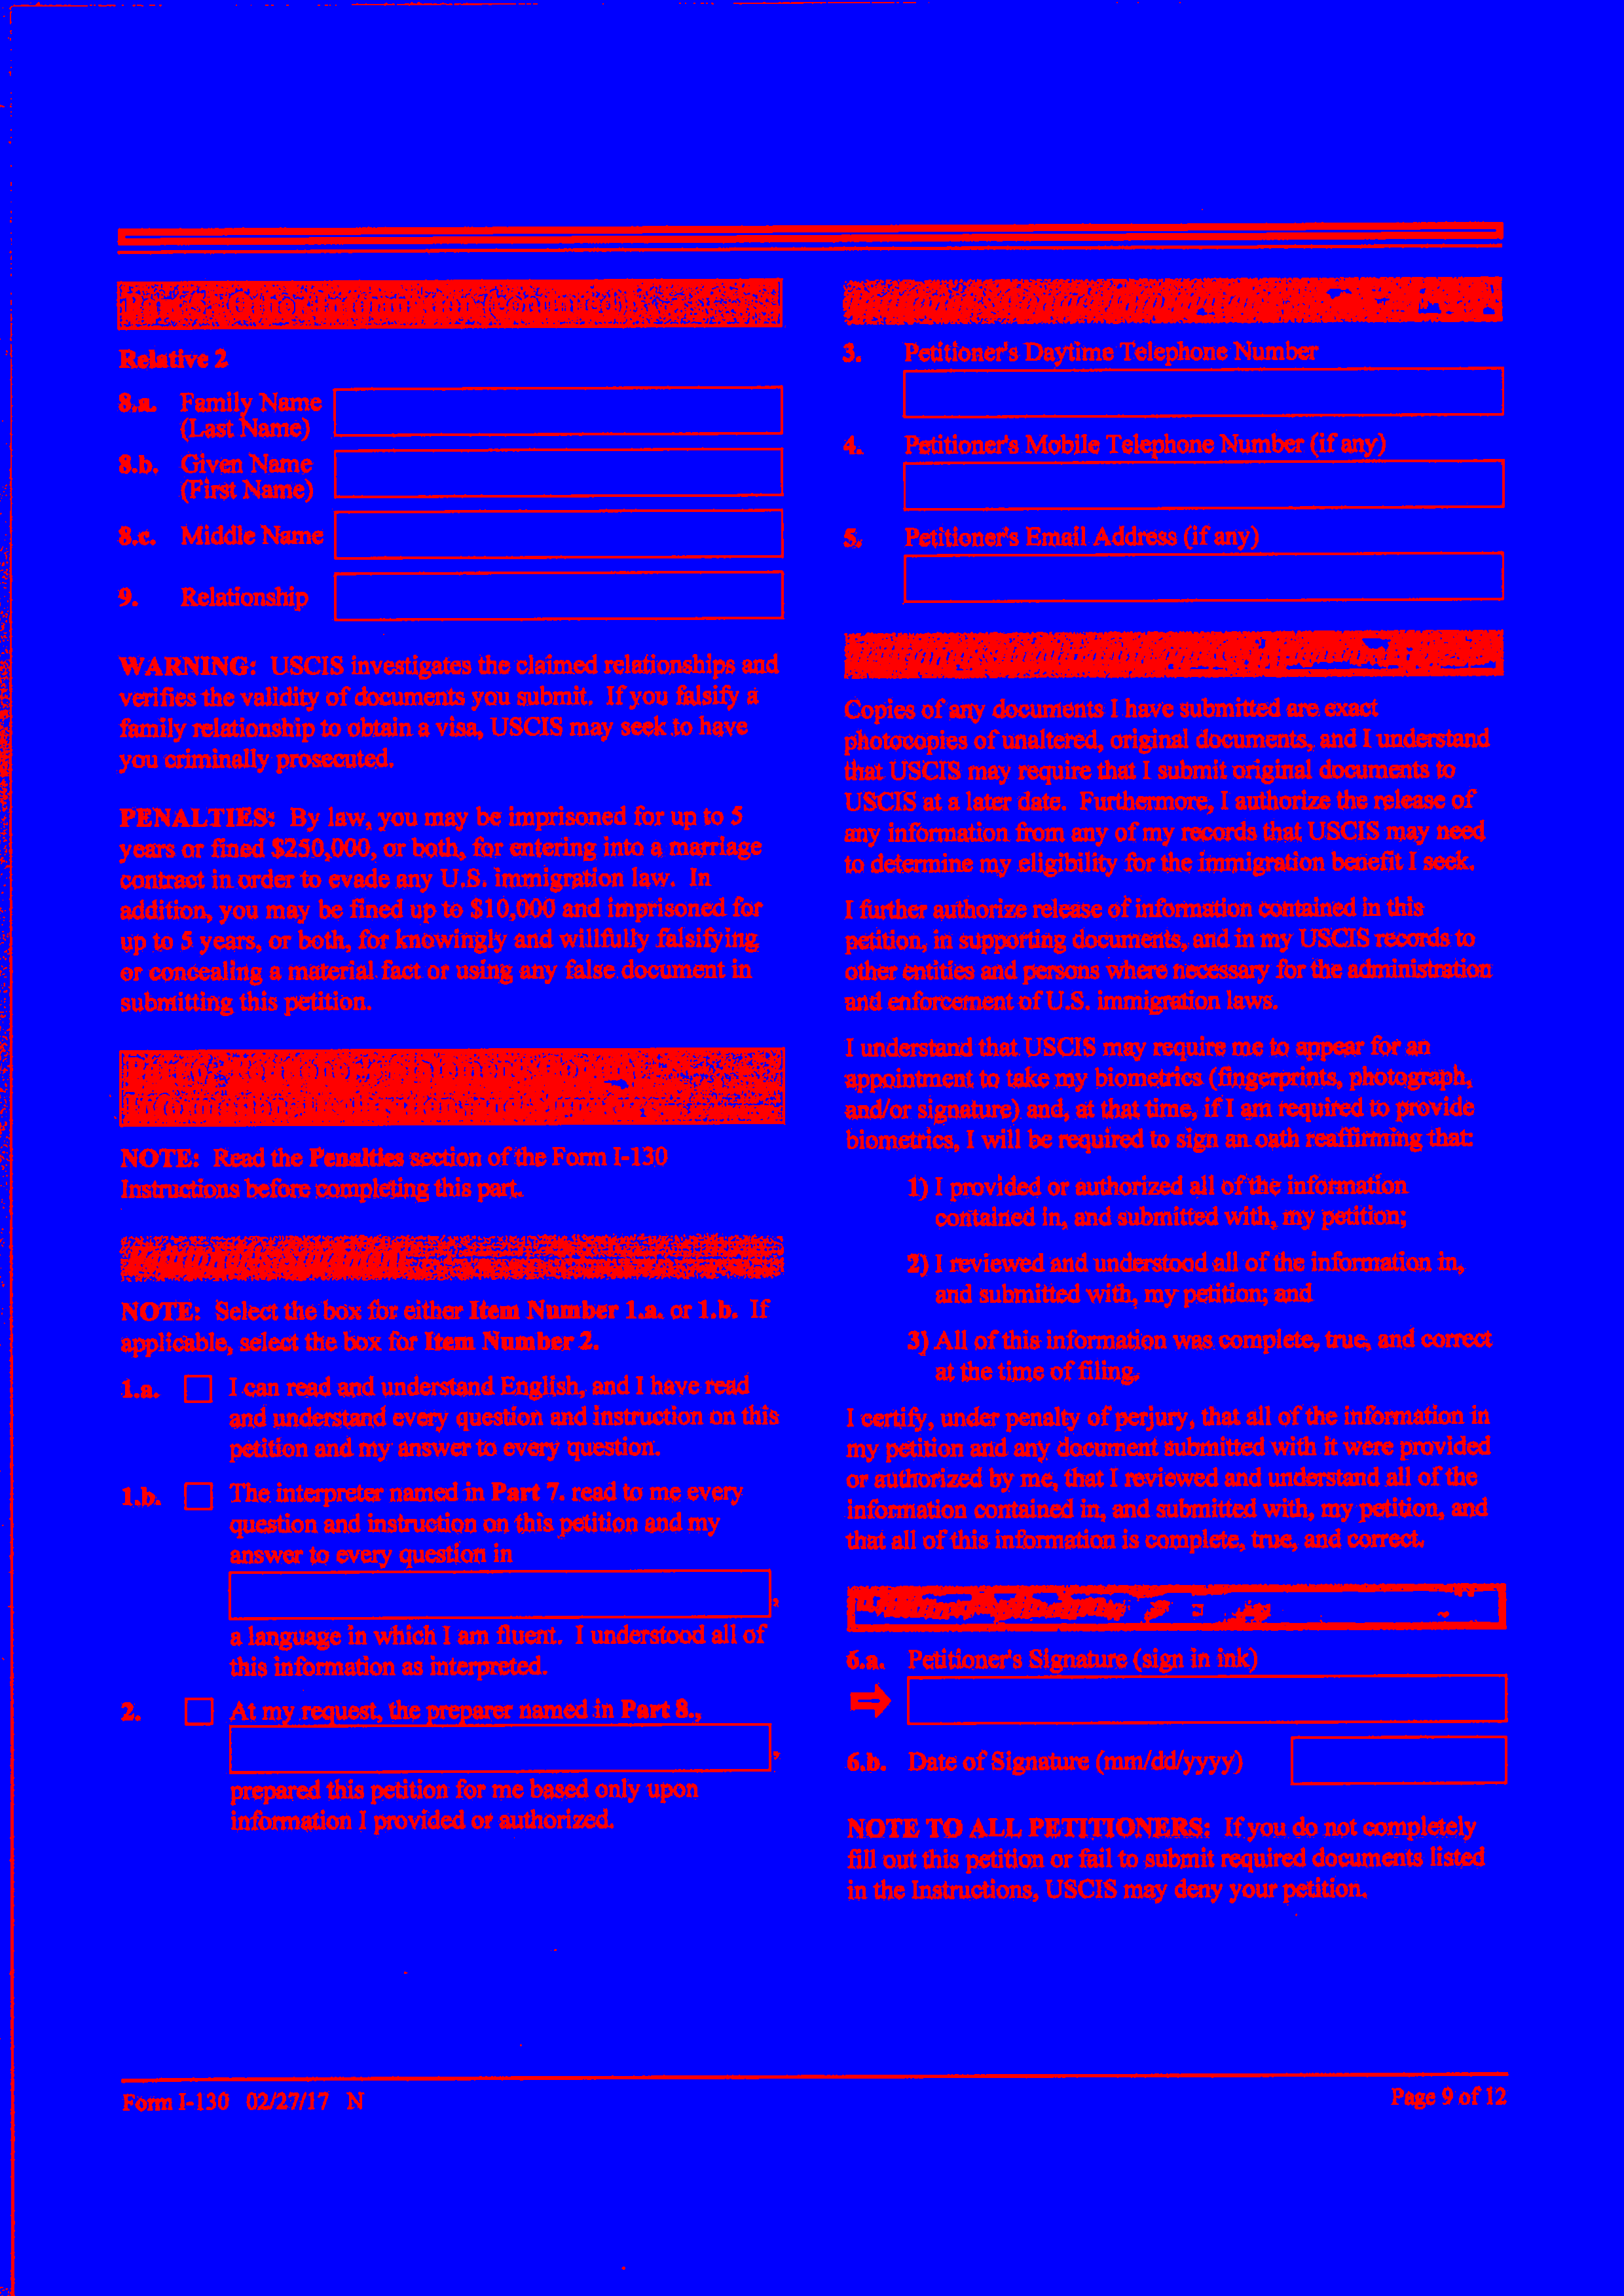 Relative 2
8.a. Family Name
(Last Name)
8.b. Given Name
(First Name)
8.c. Middle Name
9. Relationship
WARNING: USCIS investigates the claimed relationships and
verifies the validity of documents you submit. If you falsify a
family relationship to obtain a visa, USCIS may seek to have
you criminally prosecuted.
PENALTIES: By law, you may be imprisoned for up to 5
years or fined $250,000, or both, for entering into a marriage
contract in order to evade any U.S. immigration law. In
addition, you may be fined up to $10,000 and imprisoned for
up to 5 years, or both, for knowingly and willfully falsifying
or concealing a material fact or using any false document in
submitting this petition.
NOTE: Read the Penalties section of the Form I-130
Instructions before completing this part.
NOTE: Select the box for either Item Number 1.a. or 1.b. If
applicable, select the box for Item Number 2.
1.a. I can read and understand English, and I have read
and understand every question and instruction on this
petition and my answer to every question.
1.b. The interpreter named in Part 7. read to me every
question and instruction on this petition and my
answer to every question in
,
a language in which I am fluent. I understood all of
this information as interpreted.
2. At my request, the preparer named in Part 8.,
,
prepared this petition for me based only upon
information I provided or authorized.
3. Petitioner's Daytime Telephone Number
4. Petitioner's Mobile Telephone Number (if any)
5. Petitioner's Email Address (if any)
Copies of any documents I have submitted are exact
photocopies of unaltered, original documents, and I understand
that USCIS may require that I submit original documents to
USCIS at a later date. Furthermore, I authorize the release of
any information from any of my records that USCIS may need
to determine my eligibility for the immigration benefit I seek.
I further authorize release of information contained in this
petition, in supporting documents, and in my USCIS records to
other entities and persons where necessary for the administration
and enforcement of U.S. immigration laws.
I understand that USCIS may require me to appear for an
appointment to take my biometrics (fingerprints, photograph,
and/or signature) and, at that time, if I am required to provide
biometrics, I will be required to sign an oath reaffirming that:
1) I provided or authorized all of the information
contained in, and submitted with, my petition;
2) I reviewed and understood all of the information in,
and submitted with, my petition; and
3) All of this information was complete, true, and correct
at the time of filing.
I certify, under penalty of perjury, that all of the information in
my petition and any document submitted with it were provided
or authorized by me, that I reviewed and understand all of the
information contained in, and submitted with, my petition, and
that all of this information is complete, true, and correct.
6.a. Petitioner's Signature (sign in ink)
6.b. Date of Signature (mm/dd/yyyy)
NOTE TO ALL PETITIONERS: If you do not completely
fill out this petition or fail to submit required documents listed
in the Instructions, USCIS may deny your petition.
Form I-130 02/27/17 N
Page 9 of 12